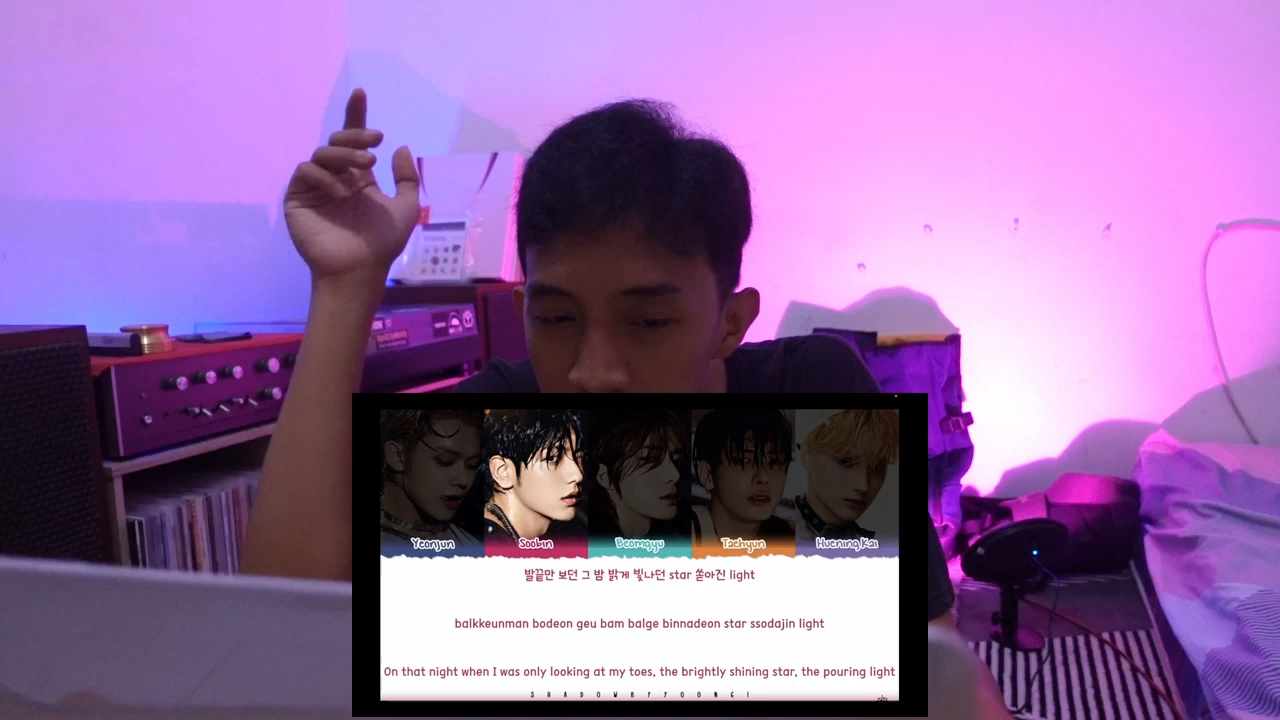 Yeonjun
Soobin
Beomgyu
Taehyun
Huening Kai
발끝만 보던 그 밤 밝게 빛나던 star 쏟아진 light
balkkeunman bodeon geu bam balge binnadeon star ssodajin light
On that night when I was only looking at my toes, the brightly shining star, the pouring light
SHADOWBYYOONGI